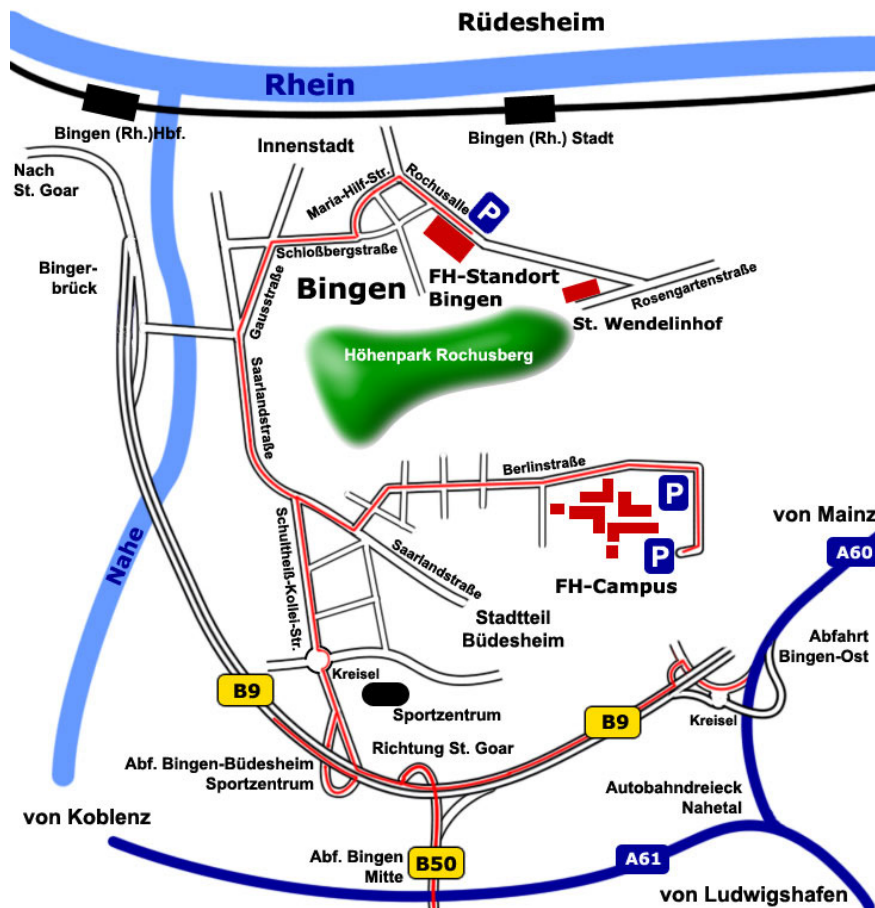 Rüdesheim
Rhein
Bingen (Rh.)Hbf.
Bingen (Rh.) Stadt
Innenstadt
Nach
St. Goar
Maria-Hilf-Str.
Rochusalle
P
Schloßbergstraße
Binger-
brück
Gausstraße
Bingen
FH-Standort
Bingen
Rosengartenstraße
St. Wendelinhof
Höhenpark Rochusberg
Saarlandstraße
Berlinstraße
P
P
von Mainz
A60
Nahe
Schultheiß-Kollei-Str.
Saarlandstraße
FH-Campus
Stadtteil
Büdesheim
Abfahrt
Bingen-Ost
Kreisel
B9
Sportzentrum
B9
Kreisel
Richtung St. Goar
Abf. Bingen-Büdesheim
Sportzentrum
Autobahndreieck
Nahetal
von Koblenz
Abf. Bingen
Mitte
B50
A61
von Ludwigshafen